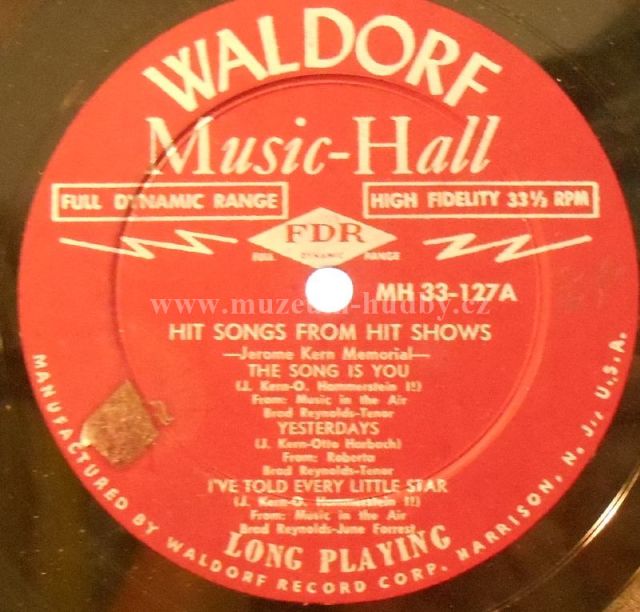 WALDORF
Music-Hall
FULL DYNAMIC RANGE
HIGH FIDELITY 33⅓ RPM
FDR
FULL DYNAMIC RANGE
MH 33-127A
www.muzeum-hudby.cz
HIT SONGS FROM HIT SHOWS
—Jerome Kern Memorial—
THE SONG IS YOU
(J. Kern-O. Hammerstein II)
From: Music in the Air
Brad Reynolds-Tenor
YESTERDAYS
(J. Kern-Otto Harbach)
From: Roberta
Brad Reynolds-Tenor
I'VE TOLD EVERY LITTLE STAR
(J. Kern-O. Hammerstein II)
From: Music in the Air
Brad Reynolds-June Forrest
LONG PLAYING
MANUFACTURED BY WALDORF RECORD CORP. HARRISON, N. J., U.S.A.